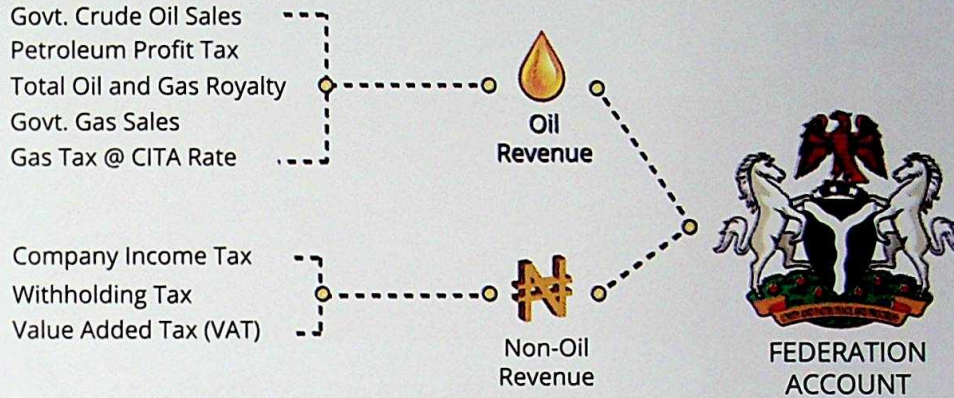 Govt. Crude Oil Sales
Petroleum Profit Tax
Total Oil and Gas Royalty
Govt. Gas Sales
Gas Tax @ CITA Rate
Oil
Revenue
Company Income Tax
Withholding Tax
Value Added Tax (VAT)
Non-Oil
Revenue
FEDERATION
ACCOUNT